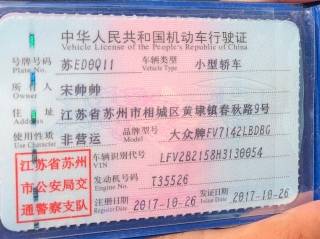 中华人民共和国机动车行驶证
Vehicle License of the People's Republic of China
号牌号码 苏ED0Q11 车辆类型 小型轿车
Plate No. Vehicle Type
所有人 宋帅帅
Owner
住址 江苏省苏州市相城区黄埭镇春秋路9号
Address
使用性质 非营运 品牌型号 大众牌FV7142LBDBG
Use Character Model
江苏省苏州
市公安局交
通警察支队
车辆识别代号 LFV2B2158H3130054
VIN
发动机号码 T35526
Engine No.
注册日期 2017-10-26 发证日期 2017-10-26
Register Date Issue Date